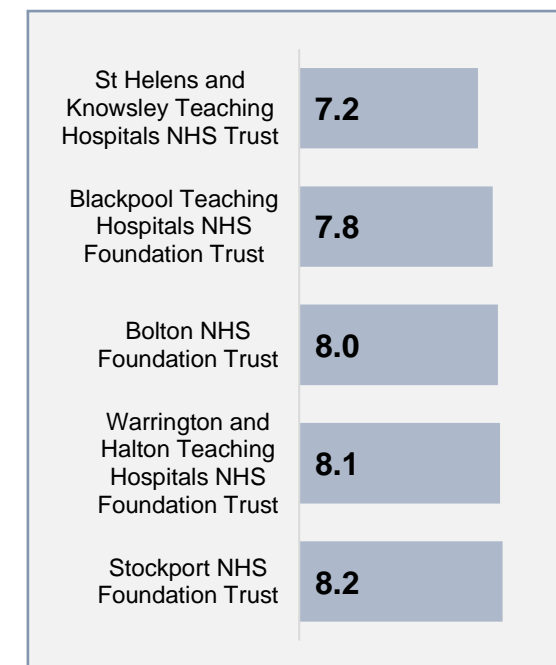 St Helens and
Knowsley Teaching
Hospitals NHS Trust
7.2
Blackpool Teaching
Hospitals NHS
Foundation Trust
7.8
Bolton NHS
Foundation Trust
8.0
Warrington and
Halton Teaching
Hospitals NHS
Foundation Trust
8.1
Stockport NHS
Foundation Trust
8.2